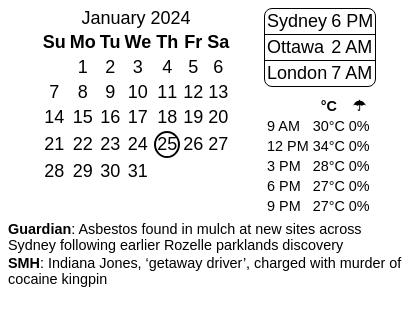 January 2024
Su Mo Tu We Th Fr Sa
1 2 3 4 5 6
7 8 9 10 11 12 13
14 15 16 17 18 19 20
21 22 23 24 25 26 27
28 29 30 31
Sydney 6 PM
Ottawa 2 AM
London 7 AM
°C ☂
9 AM 30°C 0%
12 PM 34°C 0%
3 PM 28°C 0%
6 PM 27°C 0%
9 PM 27°C 0%
Guardian: Asbestos found in mulch at new sites across
Sydney following earlier Rozelle parklands discovery
SMH: Indiana Jones, ‘getaway driver’, charged with murder of
cocaine kingpin